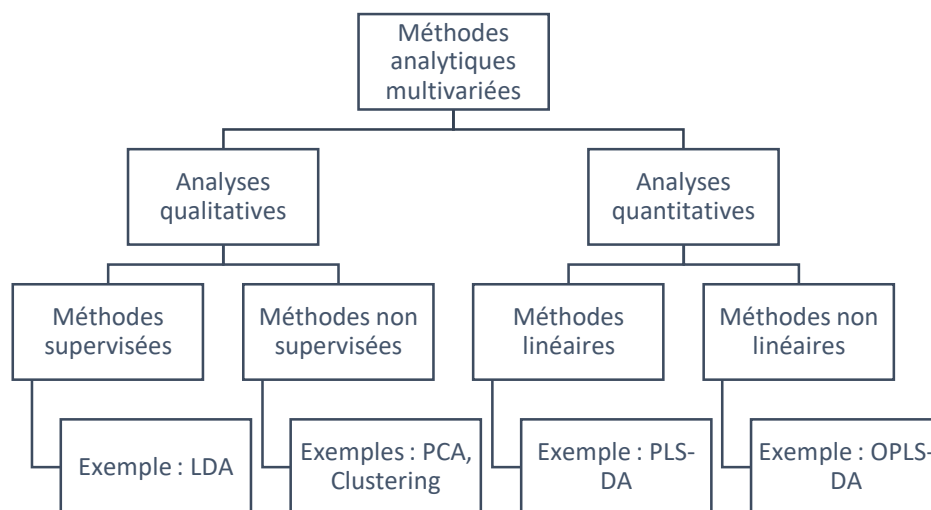 Méthodes
analytiques
multivariées
Analyses
qualitatives
Analyses
quantitatives
Méthodes
supervisées
Méthodes non
supervisées
Méthodes
linéaires
Méthodes non
linéaires
Exemple : LDA
Exemples : PCA,
Clustering
Exemple : PLS-
DA
Exemple : OPLS-
DA